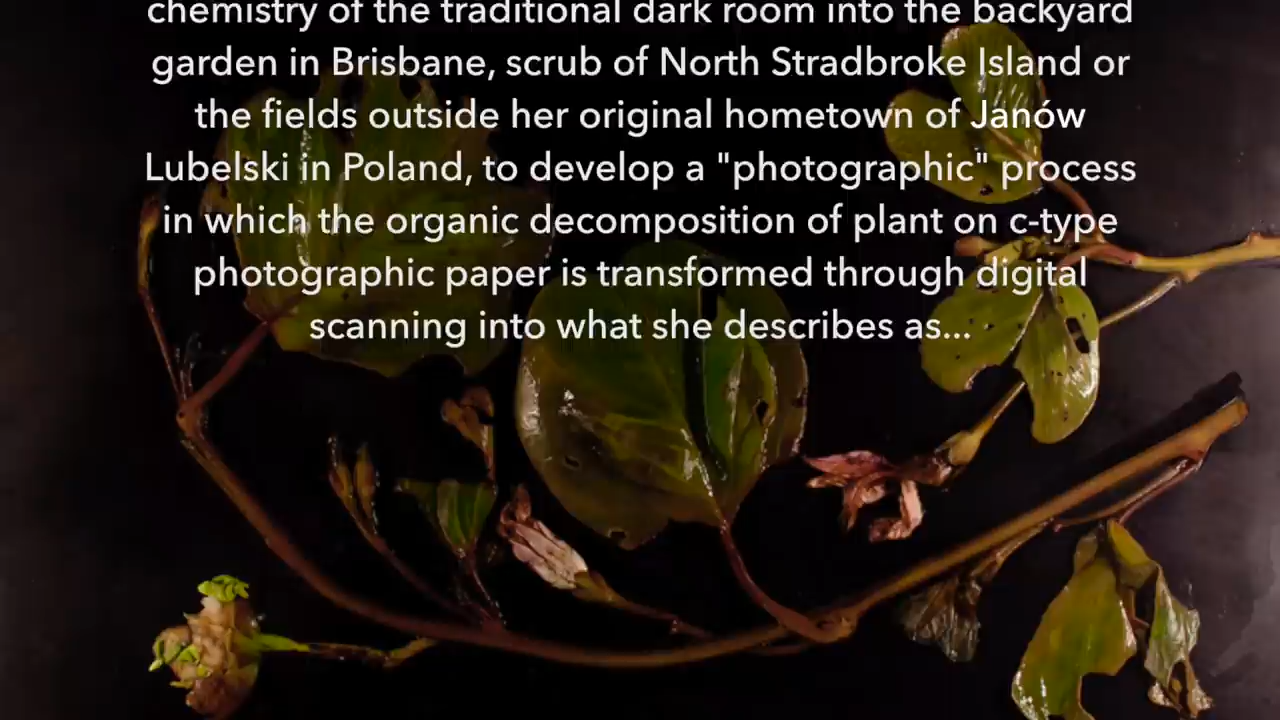 chemistry of the traditional dark room into the backyard
garden in Brisbane, scrub of North Stradbroke Island or
the fields outside her original hometown of Janów
Lubelski in Poland, to develop a "photographic" process
in which the organic decomposition of plant on c-type
photographic paper is transformed through digital
scanning into what she describes as...